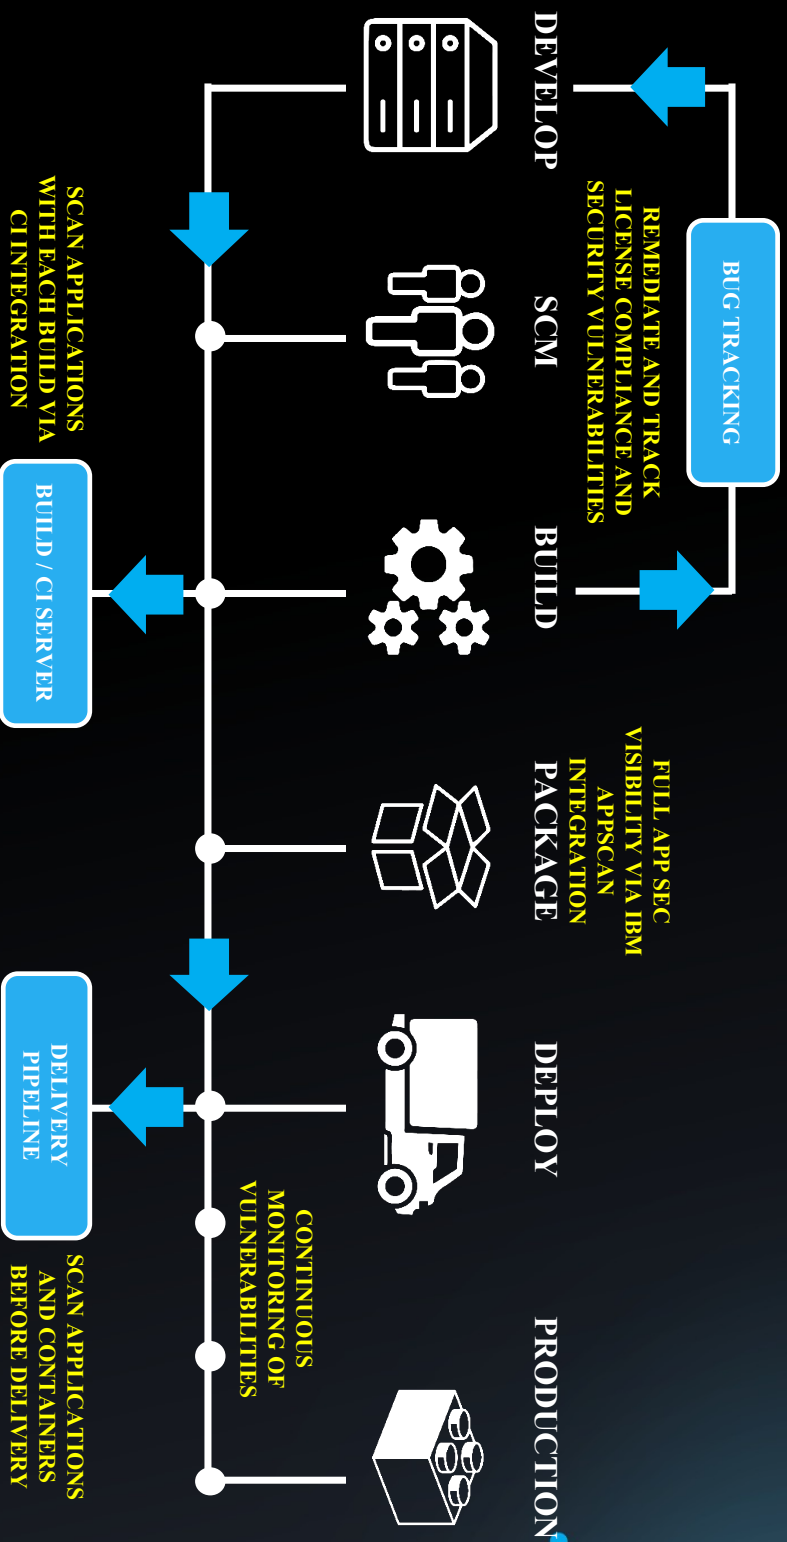 BUG TRACKING
REMEDIATE AND TRACK
LICENSE COMPLIANCE AND
SECURITY VULNERABILITIES
FULL APP SEC
VISIBILITY VIA IBM
APPSCAN
INTEGRATION
DEVELOP
SCM
BUILD
PACKAGE
DEPLOY
PRODUCTION
CONTINUOUS
MONITORING OF
VULNERABILITIES
SCAN APPLICATIONS
WITH EACH BUILD VIA
CI INTEGRATION
BUILD / CI SERVER
DELIVERY
PIPELINE
SCAN APPLICATIONS
AND CONTAINERS
BEFORE DELIVERY